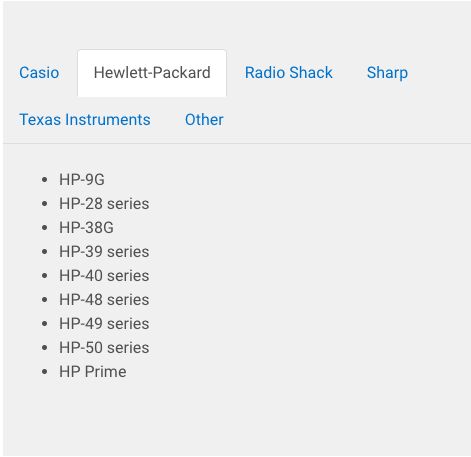 Casio Hewlett-Packard Radio Shack Sharp
Texas Instruments Other
HP-9G
HP-28 series
HP-38G
HP-39 series
HP-40 series
HP-48 series
HP-49 series
HP-50 series
HP Prime